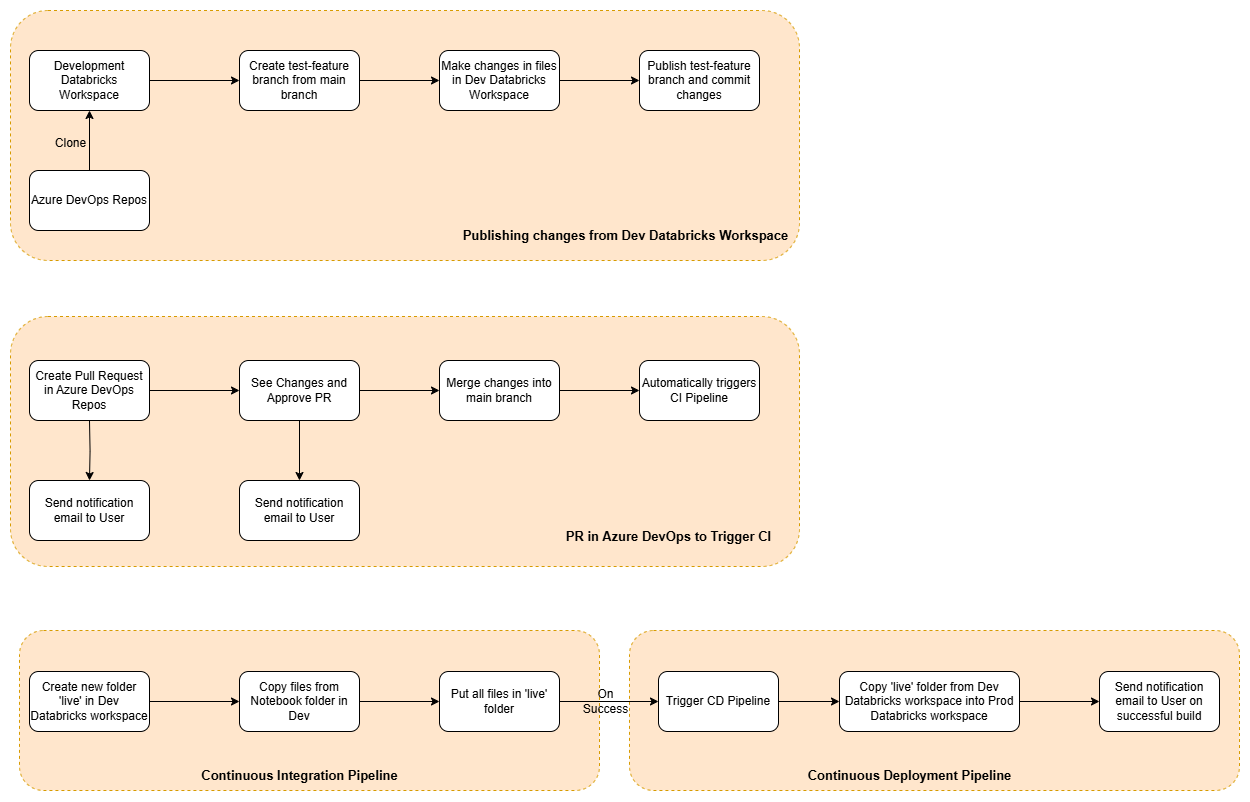 Development
Databricks
Workspace
Create test-feature
branch from main
branch
Make changes in files
in Dev Databricks
Workspace
Publish test-feature
branch and commit
changes
Clone
Azure DevOps Repos
Publishing changes from Dev Databricks Workspace
Create Pull Request
in Azure DevOps
Repos
See Changes and
Approve PR
Merge changes into
main branch
Automatically triggers
CI Pipeline
Send notification
email to User
Send notification
email to User
PR in Azure DevOps to Trigger CI
Create new folder
'live' in Dev
Databricks workspace
Copy files from
Notebook folder in
Dev
Put all files in 'live'
folder
On
Success
Trigger CD Pipeline
Copy 'live' folder from Dev
Databricks workspace into Prod
Databricks workspace
Send notification
email to User on
successful build
Continuous Integration Pipeline
Continuous Deployment Pipeline